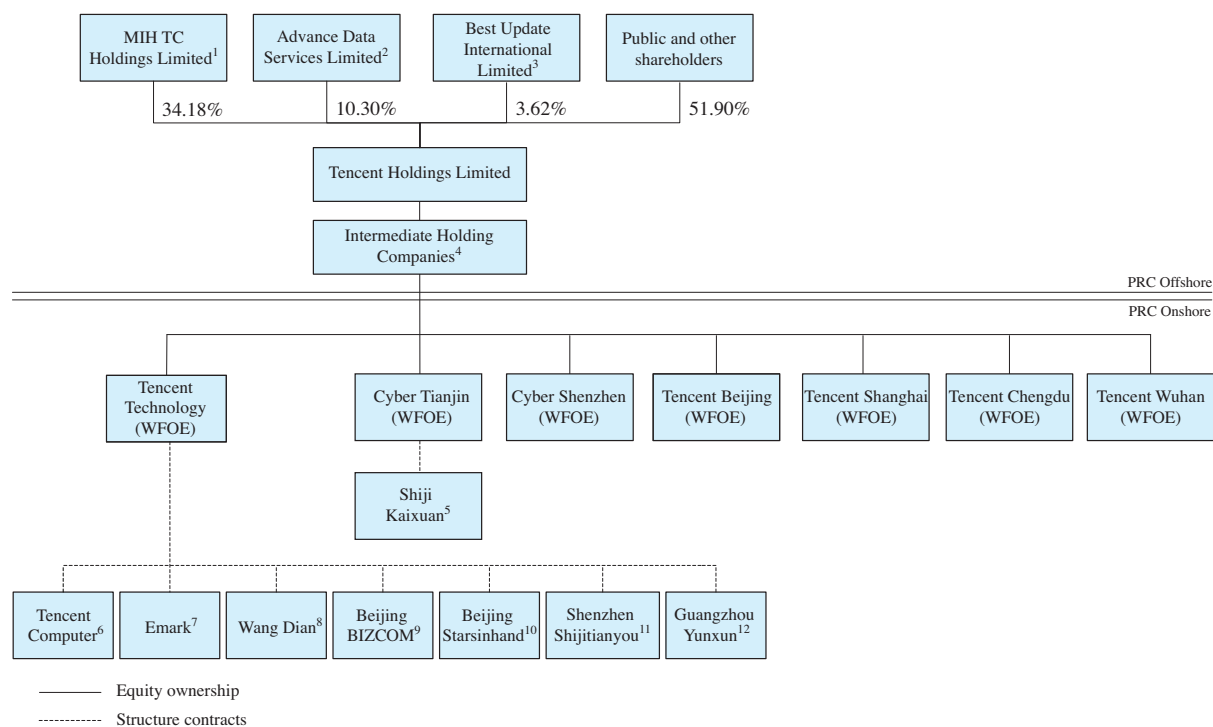 MIH TC
Holdings Limited1
Advance Data
Services Limited2
Best Update
International
Limited3
Public and other
shareholders
34.18%
10.30%
3.62%
51.90%
Tencent Holdings Limited
Intermediate Holding
Companies4
PRC Offshore
PRC Onshore
Tencent
Technology
(WFOE)
Cyber Tianjin
(WFOE)
Cyber Shenzhen
(WFOE)
Tencent Beijing
(WFOE)
Tencent Shanghai
(WFOE)
Tencent Chengdu
(WFOE)
Tencent Wuhan
(WFOE)
Shiji
Kaixuan5
Tencent
Computer6
Emark7
Wang Dian8
Beijing
BIZCOM9
Beijing
Starsinhand10
Shenzhen
Shijitianyou11
Guangzhou
Yunxun12
Equity ownership
Structure contracts